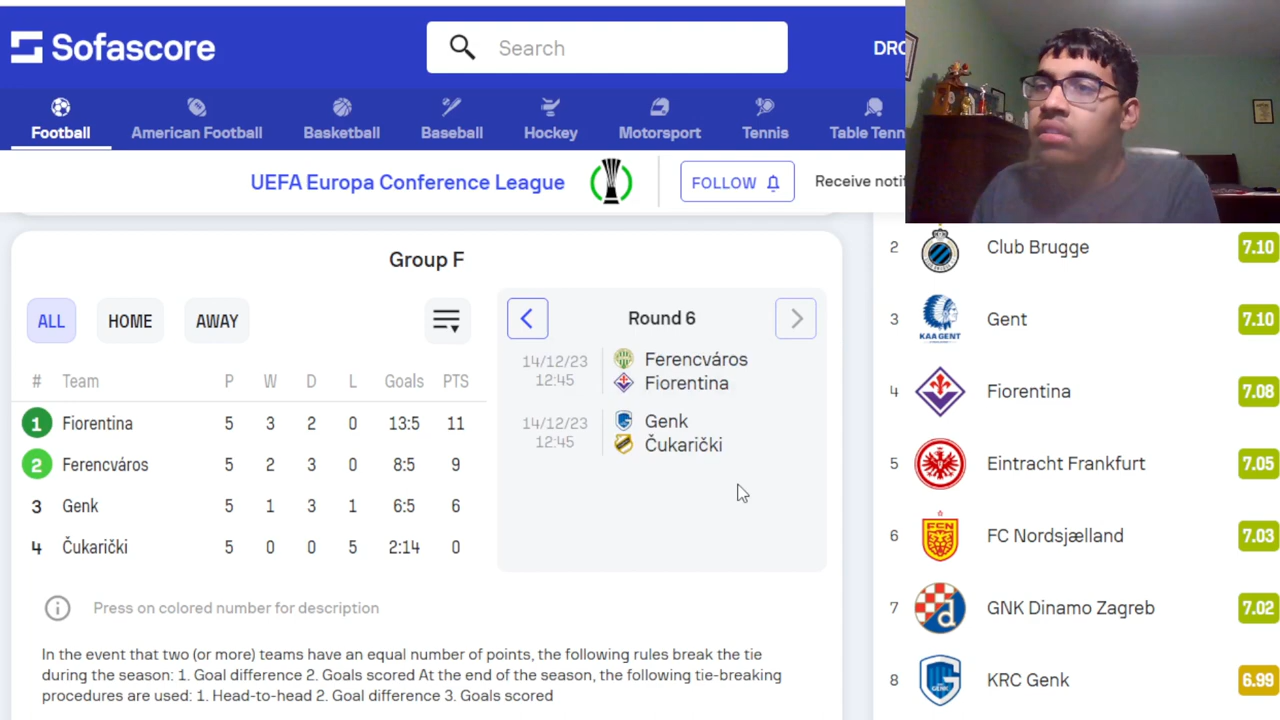 Sofascore
Search
Football
American Football
Basketball
Baseball
Hockey
Motorsport
Tennis
UEFA Europa Conference League
FOLLOW
Receive
Group F
ALL
HOME
AWAY
Round 6
# Team P W D L Goals PTS
1 Fiorentina 5 3 2 0 13:5 11
2 Ferencváros 5 2 3 0 8:5 9
3 Genk 5 1 3 1 6:5 6
4 Čukarički 5 0 0 5 2:14 0
14/12/23
12:45
Ferencváros
Fiorentina
14/12/23
12:45
Genk
Čukarički
Press on colored number for description
In the event that two (or more) teams have an equal number of points, the following rules break the tie
during the season: 1. Goal difference 2. Goals scored At the end of the season, the following tie-breaking
procedures are used: 1. Head-to-head 2. Goal difference 3. Goals scored
2 Club Brugge 7.10
3 KAA GENT Gent 7.10
4 Fiorentina 7.08
5 Eintracht Frankfurt 7.05
6 FCN FC Nordsjælland 7.03
7 GNK Dinamo Zagreb 7.02
8 GENK KRC Genk 6.99